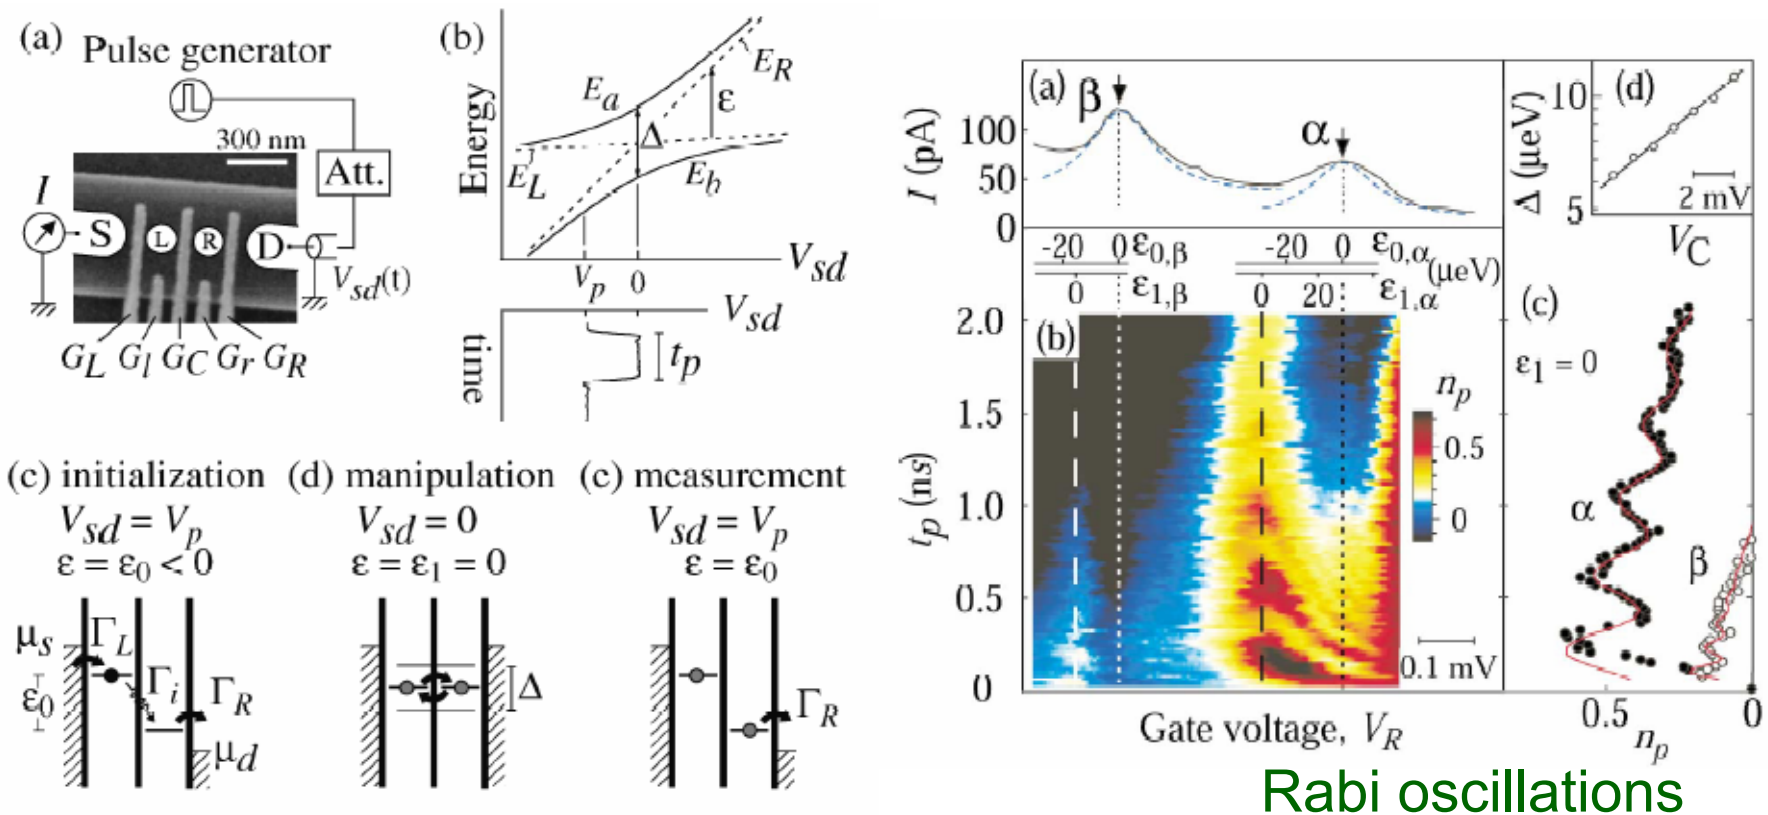 (a)
Pulse generator
300 nm
Att.
I
S
L
R
D
V_sd(t)
G_L G_l G_C G_r G_R
(b)
Energy
E_a
E_R
ε
Δ
E_L
E_b
V_sd
V_p
0
V_sd
time
t_p
(c) initialization
V_sd = V_p
ε = ε_0 < 0
μ_s
Γ_L
Γ_i
ε_0
Γ_R
μ_d
(d) manipulation
V_sd = 0
ε = ε_1 = 0
Δ
(e) measurement
V_sd = V_p
ε = ε_0
Γ_R
(a)
β
α
I (pA)
100
50
0
-20 0 ε_0,β
-20 0 ε_0,α
(μeV)
0 ε_1,β
0 20 ε_1,α
(b)
t_p (ns)
2.0
1.5
1.0
0.5
0
n_p
0.5
0
0.1 mV
Gate voltage, V_R
(d)
Δ (μeV)
10
5
2 mV
V_C
(c)
ε_1 = 0
α
β
0.5
0
n_p
Rabi oscillations